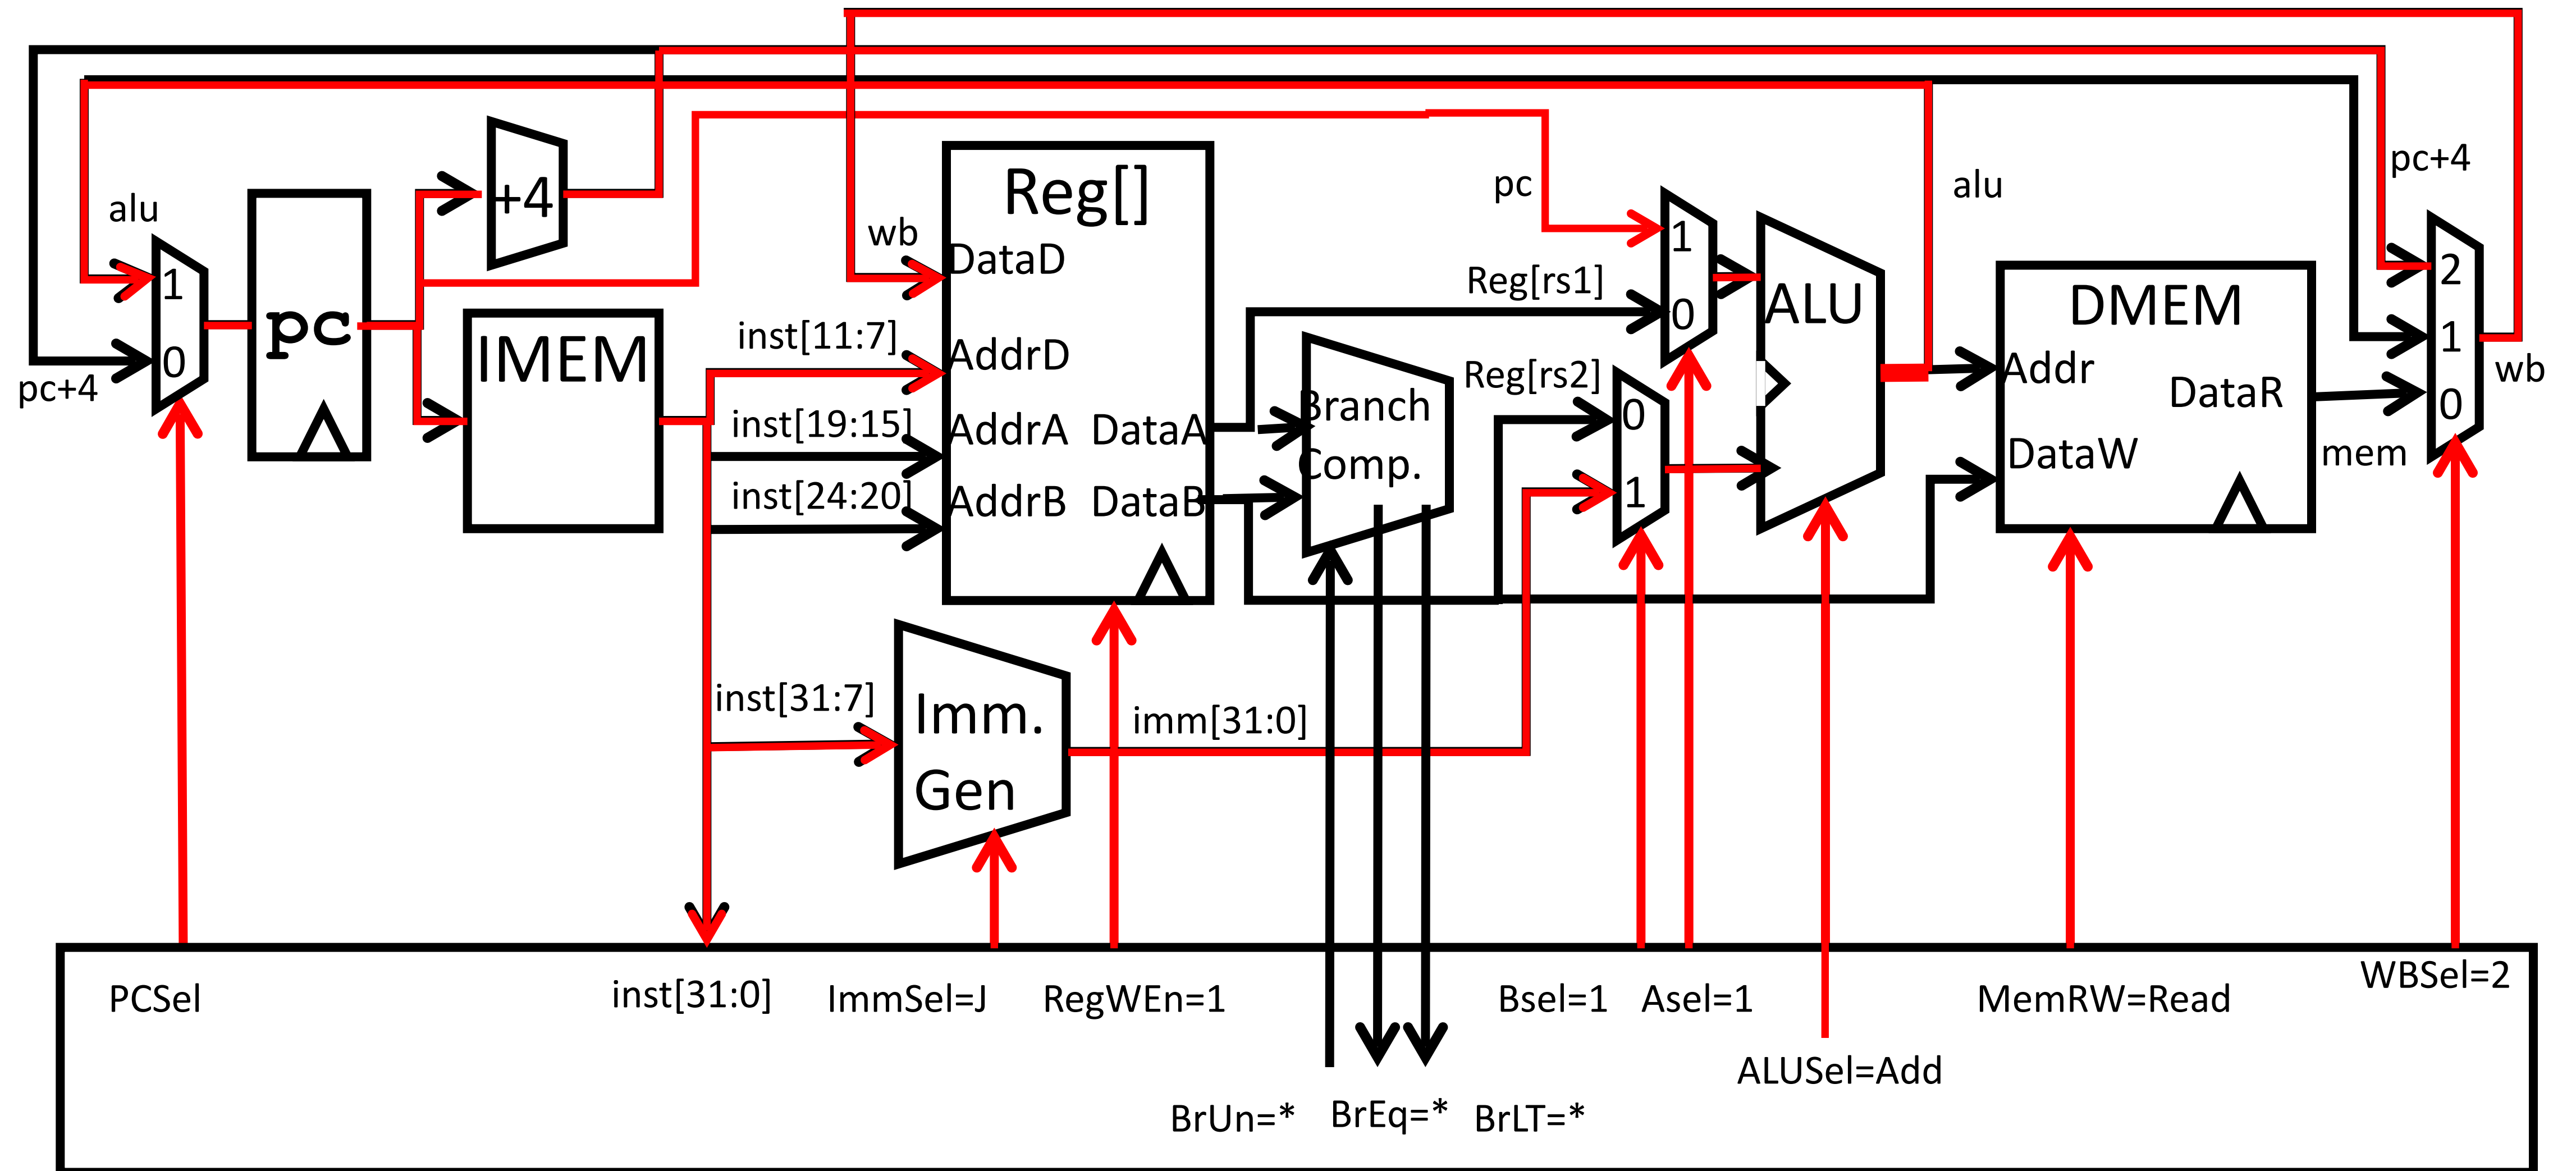 alu
1
0
pc+4
pc
+4
IMEM
wb
inst[11:7]
inst[19:15]
inst[24:20]
Reg[]
DataD
AddrD
AddrA DataA
AddrB DataB
Branch
Comp.
pc
Reg[rs1]
Reg[rs2]
1
0
0
1
ALU
alu
DMEM
Addr
DataR
DataW
mem
pc+4
2
1
0
wb
inst[31:7]
Imm.
Gen
imm[31:0]
PCSel
inst[31:0]
ImmSel=J
RegWEn=1
Bsel=1
Asel=1
MemRW=Read
WBSel=2
ALUSel=Add
BrUn=*
BrEq=*
BrLT=*